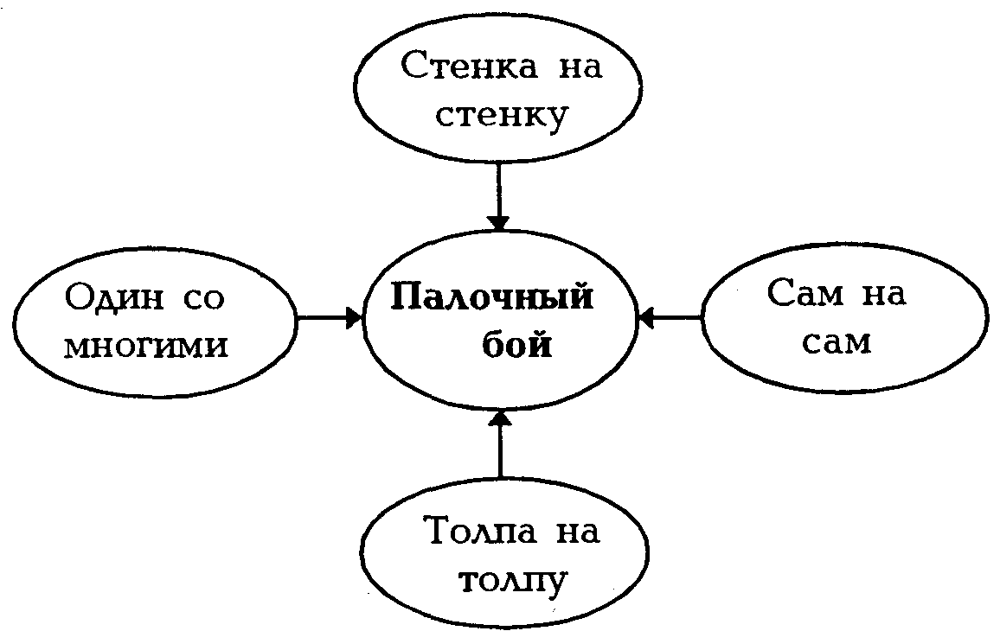 Стенка на
стенку
Один со
многими
Палочный
бой
Сам на
сам
Толпа на
толпу